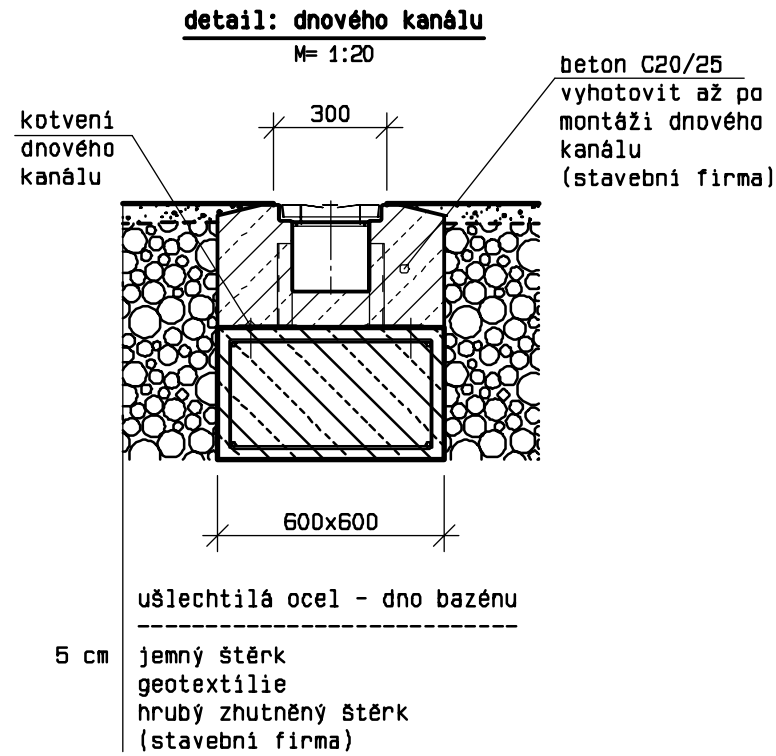 detail: dnového kanálu
M= 1:20
kotvení
dnového
kanálu
300
beton C20/25
vyhotovit až po
montáži dnového
kanálu
(stavební firma)
600x600
ušlechtilá ocel - dno bazénu
----------------------------
5 cm jemný štěrk
geotextílie
hrubý zhutněný štěrk
(stavební firma)